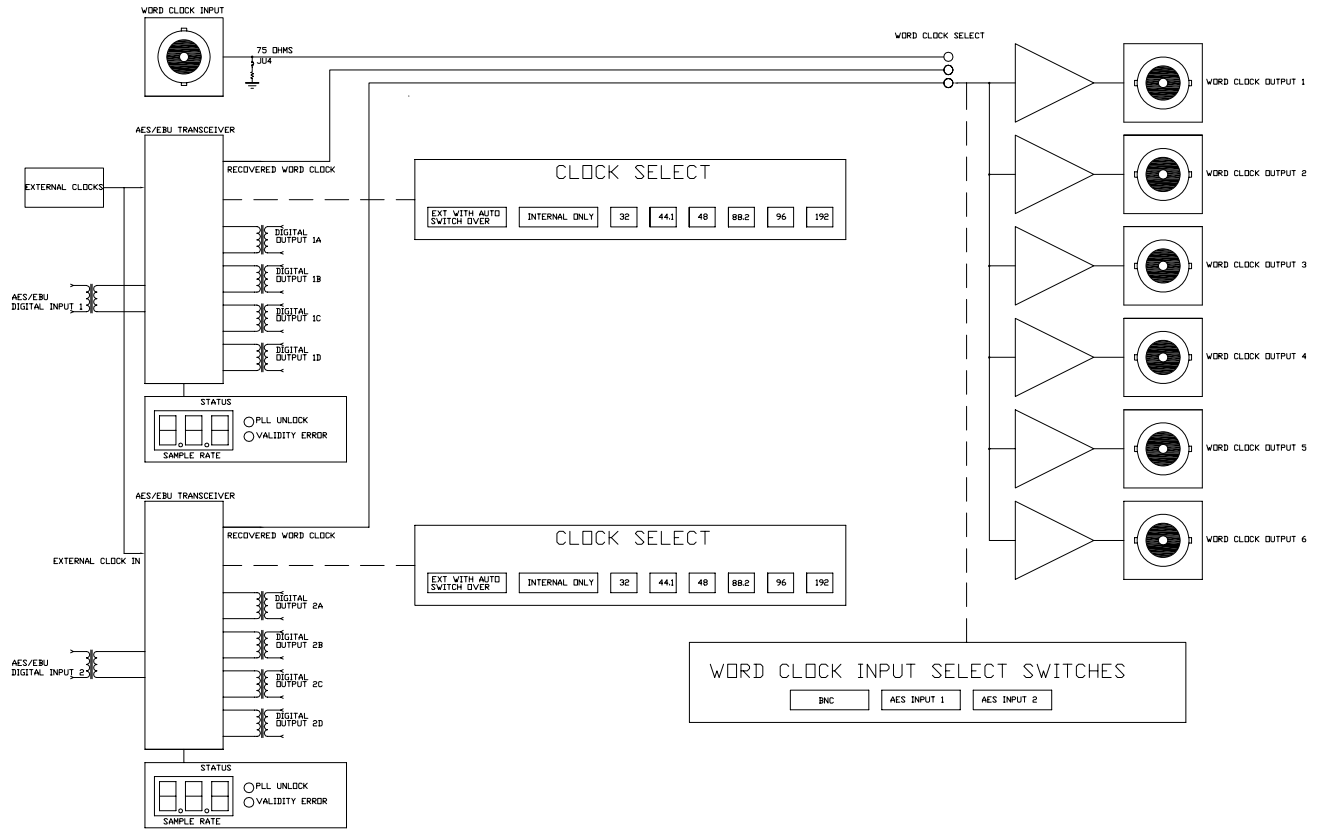 WORD CLOCK INPUT
75 OHMS
JU4
WORD CLOCK SELECT
WORD CLOCK OUTPUT 1
AES/EBU TRANSCEIVER
RECOVERED WORD CLOCK
EXTERNAL CLOCKS
CLOCK SELECT
EXT WITH AUTO
SWITCH OVER
INTERNAL ONLY
32
44.1
48
88.2
96
192
WORD CLOCK OUTPUT 2
DIGITAL
OUTPUT 1A
DIGITAL
OUTPUT 1B
WORD CLOCK OUTPUT 3
AES/EBU
DIGITAL INPUT 1
DIGITAL
OUTPUT 1C
DIGITAL
OUTPUT 1D
WORD CLOCK OUTPUT 4
STATUS
PLL UNLOCK
VALIDITY ERROR
SAMPLE RATE
WORD CLOCK OUTPUT 5
AES/EBU TRANSCEIVER
RECOVERED WORD CLOCK
EXTERNAL CLOCK IN
CLOCK SELECT
EXT WITH AUTO
SWITCH OVER
INTERNAL ONLY
32
44.1
48
88.2
96
192
WORD CLOCK OUTPUT 6
DIGITAL
OUTPUT 2A
DIGITAL
OUTPUT 2B
AES/EBU
DIGITAL INPUT 2
DIGITAL
OUTPUT 2C
DIGITAL
OUTPUT 2D
WORD CLOCK INPUT SELECT SWITCHES
BNC
AES INPUT 1
AES INPUT 2
STATUS
PLL UNLOCK
VALIDITY ERROR
SAMPLE RATE